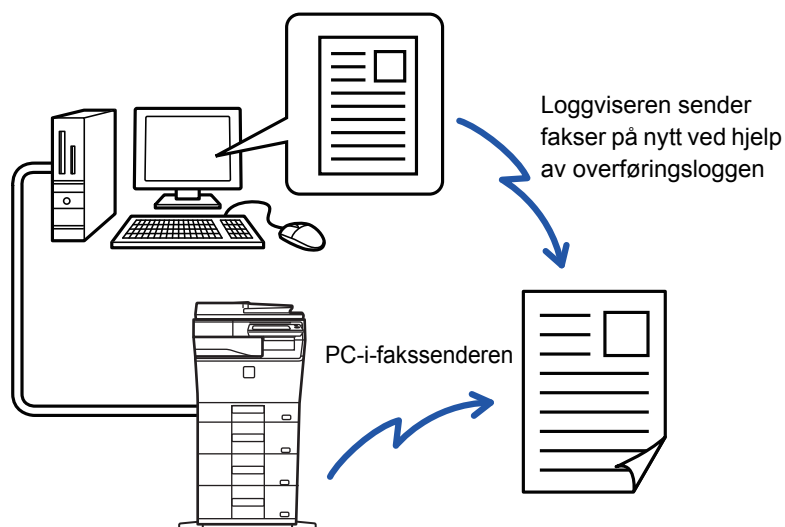 Loggviseren sender
fakser på nytt ved hjelp
av overføringsloggen
PC-i-fakssenderen